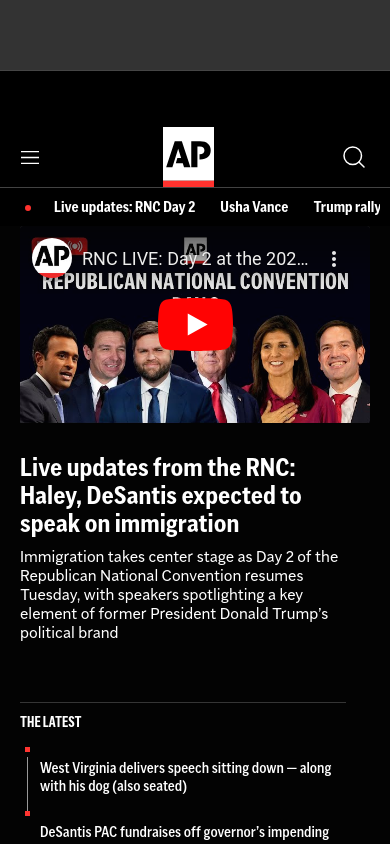 AP
Live updates: RNC Day 2
Usha Vance
Trump rally
AP
AP
RNC LIVE: Day 2 at the 202...
REPUBLICAN NATIONAL CONVENTION
Live updates from the RNC:
Haley, DeSantis expected to
speak on immigration
Immigration takes center stage as Day 2 of the
Republican National Convention resumes
Tuesday, with speakers spotlighting a key
element of former President Donald Trump's
political brand
THE LATEST
West Virginia delivers speech sitting down — along
with his dog (also seated)
DeSantis PAC fundraises off governor's impending